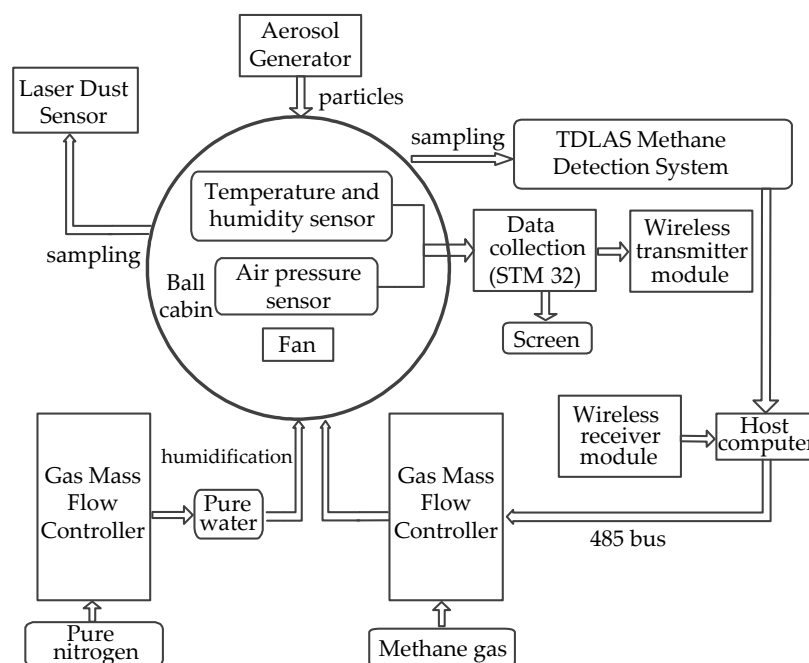 Aerosol
Generator
particles
Laser Dust
Sensor
sampling
sampling
TDLAS Methane
Detection System
Temperature and
humidity sensor
Air pressure
sensor
Ball
cabin
Fan
Data
collection
(STM 32)
Wireless
transmitter
module
Screen
Wireless
receiver
module
Host
computer
485 bus
Gas Mass
Flow
Controller
humidification
Pure
water
Gas Mass
Flow
Controller
Pure
nitrogen
Methane gas